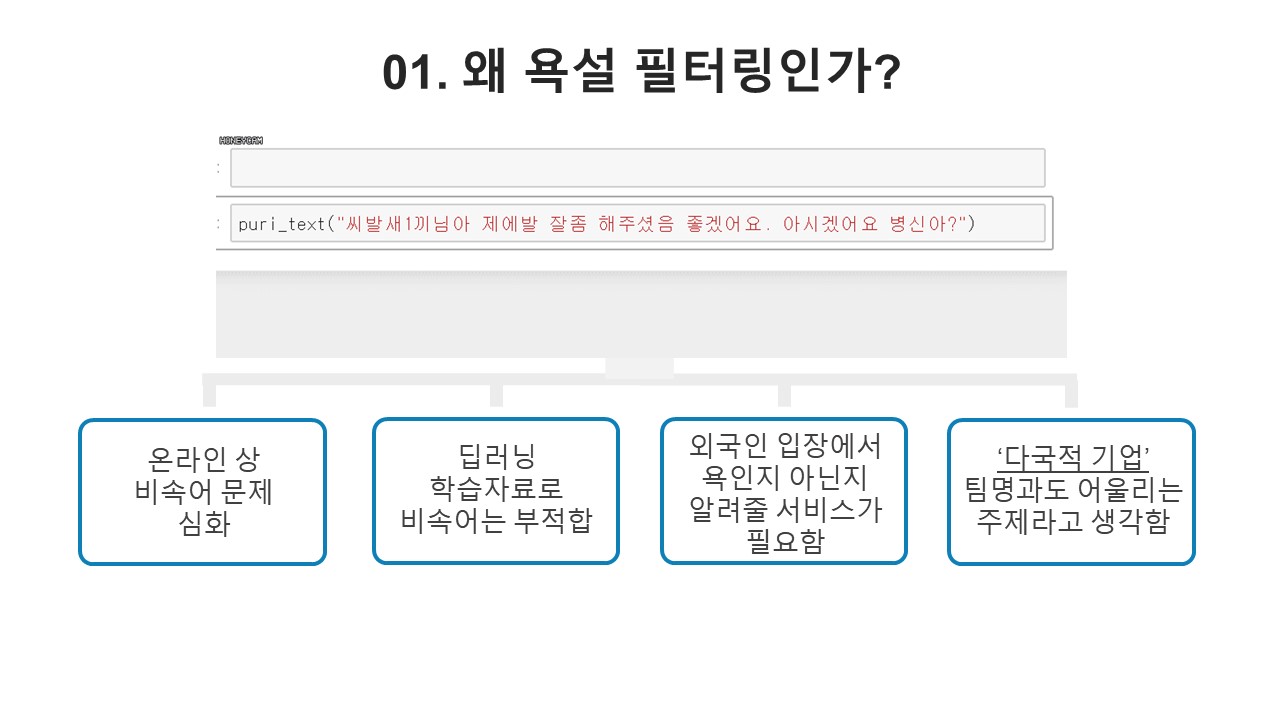 01. 왜 욕설 필터링인가?
HONEYCAM
:
: puri_text("씨발새1끼님아 제에발 잘좀 해주셨음 좋겠어요. 아시겠어요 병신아?")
온라인 상
비속어 문제
심화
딥러닝
학습자료로
비속어는 부적합
외국인 입장에서
욕인지 아닌지
알려줄 서비스가
필요함
‘다국적 기업’
팀명과도 어울리는
주제라고 생각함